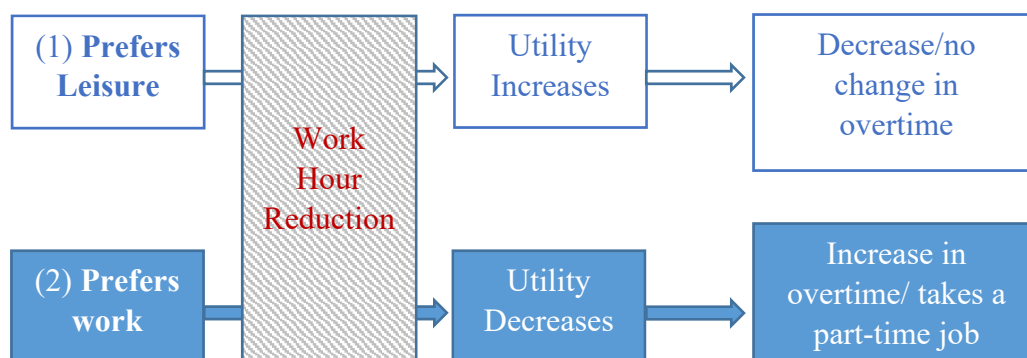 (1) Prefers
Leisure
Work
Hour
Reduction
Utility
Increases
Decrease/no
change in
overtime
(2) Prefers
work
Utility
Decreases
Increase in
overtime/ takes a
part-time job